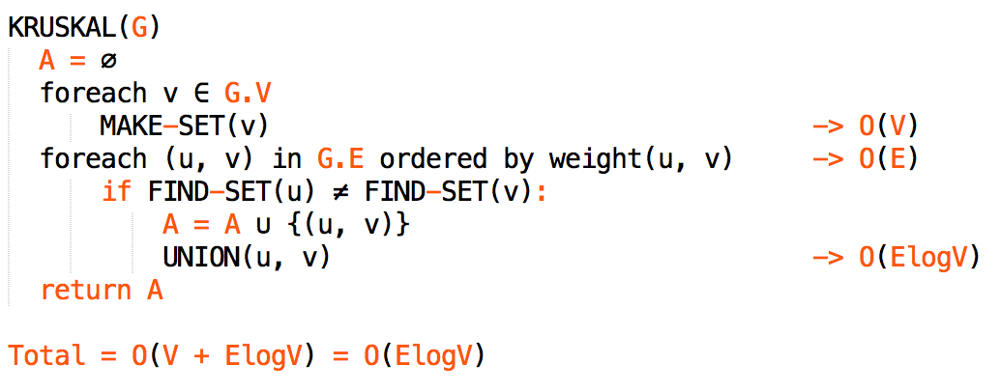 KRUSKAL(G)
A = ∅
foreach v ∈ G.V
MAKE-SET(v) -> O(V)
foreach (u, v) in G.E ordered by weight(u, v) -> O(E)
if FIND-SET(u) ≠ FIND-SET(v):
A = A ∪ {(u, v)}
UNION(u, v) -> O(ElogV)
return A
Total = O(V + ElogV) = O(ElogV)